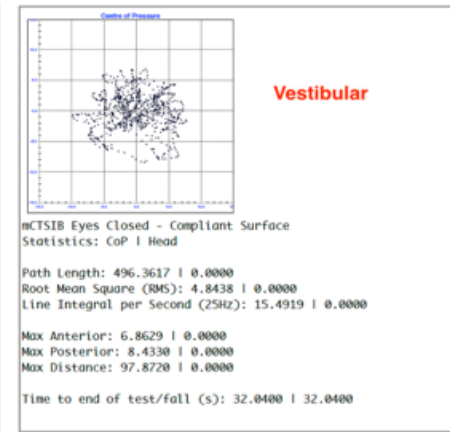 Centre of Pressure
Vestibular
mCTSIB Eyes Closed - Compliant Surface
Statistics: CoP | Head
Path Length: 496.3617 | 0.0000
Root Mean Square (RMS): 4.8438 | 0.0000
Line Integral per Second (25Hz): 15.4919 | 0.0000
Max Anterior: 6.8629 | 0.0000
Max Posterior: 8.4330 | 0.0000
Max Distance: 97.8720 | 0.0000
Time to end of test/fall (s): 32.0400 | 32.0400